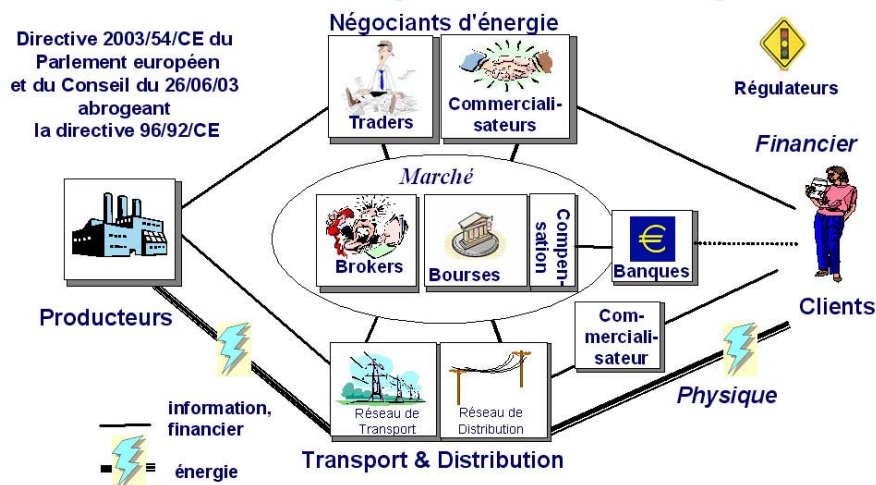 Négociants d'énergie
Directive 2003/54/CE du
Parlement européen
et du Conseil du 26/06/03
abrogeant
la directive 96/92/CE
Traders
Commerciali-
sateurs
Régulateurs
Financier
Marché
Brokers
Bourses
Compen-
sation
€
Banques
Producteurs
Clients
Com-
merciali-
sateur
Physique
Réseau de
Transport
Réseau de
Distribution
Transport & Distribution
information,
financier
énergie